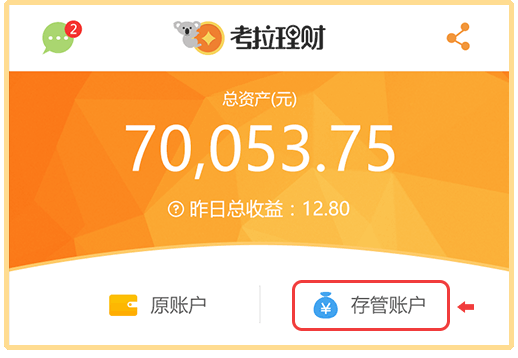 2
考拉理财
总资产(元)
70,053.75
? 昨日总收益：12.80
原账户
¥ 存管账户